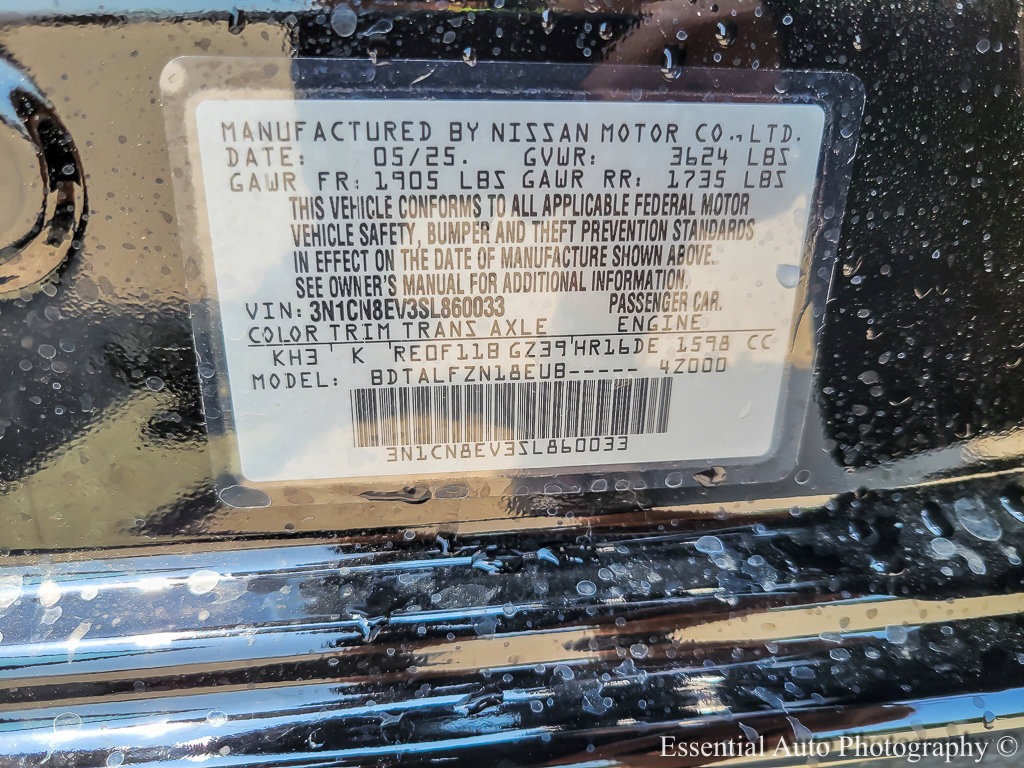 MANUFACTURED BY NISSAN MOTOR CO., LTD.
DATE: 05/25. GVWR: 3624 LBS
GAWR FR: 1905 LBS GAWR RR: 1735 LBS
THIS VEHICLE CONFORMS TO ALL APPLICABLE FEDERAL MOTOR
VEHICLE SAFETY, BUMPER AND THEFT PREVENTION STANDARDS
IN EFFECT ON THE DATE OF MANUFACTURE SHOWN ABOVE.
SEE OWNER'S MANUAL FOR ADDITIONAL INFORMATION.
VIN: 3N1CN8EV3SL860033 PASSENGER CAR.
COLOR TRIM TRANS AXLE ENGINE
KH3 K RE0F11B GZ39 HR16DE 1598 CC
MODEL: BDTALFZN18EUB----- 4Z000
3N1CN8EV3SL860033
Essential Auto Photography ©